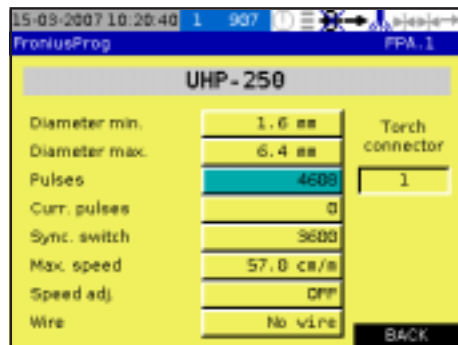 15-03-2007 10:20:40 1 907
FroniusProg FPA.1
UHP-250
Diameter min. 1.6 mm
Diameter max. 6.4 mm
Torch connector
Pulses 4608
1
Curr. pulses 0
Sync. switch 3600
Max. speed 57.0 cm/m
Speed adj. OFF
Wire No wire
BACK